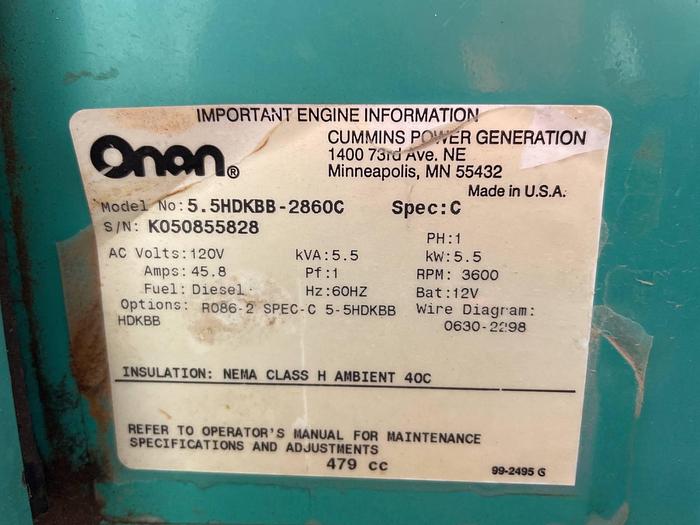 IMPORTANT ENGINE INFORMATION
Onan®
CUMMINS POWER GENERATION
1400 73rd Ave. NE
Minneapolis, MN 55432
Made in U.S.A.
Model No: 5.5HDKBB-2860C Spec: C
S/N: K050855828
PH:1
AC Volts: 120V kVA: 5.5 kW: 5.5
Amps: 45.8 Pf: 1 RPM: 3600
Fuel: Diesel Hz: 60HZ Bat: 12V
Options: R086-2 SPEC-C 5-5HDKBB Wire Diagram:
HDKBB 0630-2298
INSULATION: NEMA CLASS H AMBIENT 40C
REFER TO OPERATOR'S MANUAL FOR MAINTENANCE
SPECIFICATIONS AND ADJUSTMENTS
479 cc
99-2495 G